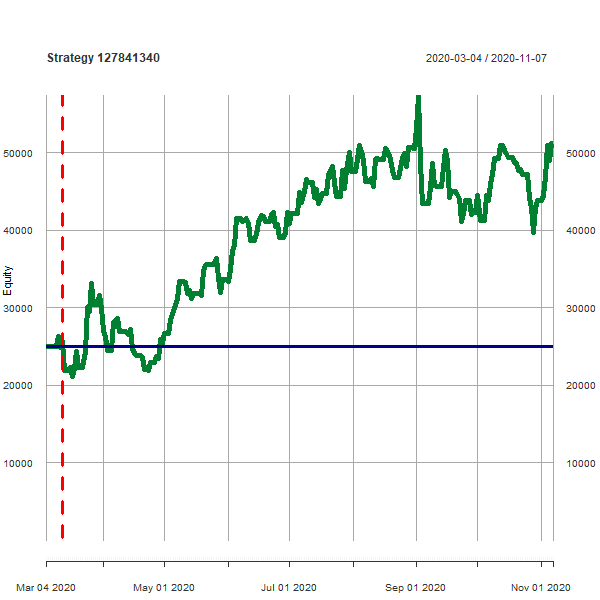 Strategy 127841340
2020-03-04 / 2020-11-07
50000
50000
40000
40000
Equity
30000
30000
20000
20000
10000
10000
Mar 04 2020
May 01 2020
Jul 01 2020
Sep 01 2020
Nov 01 2020